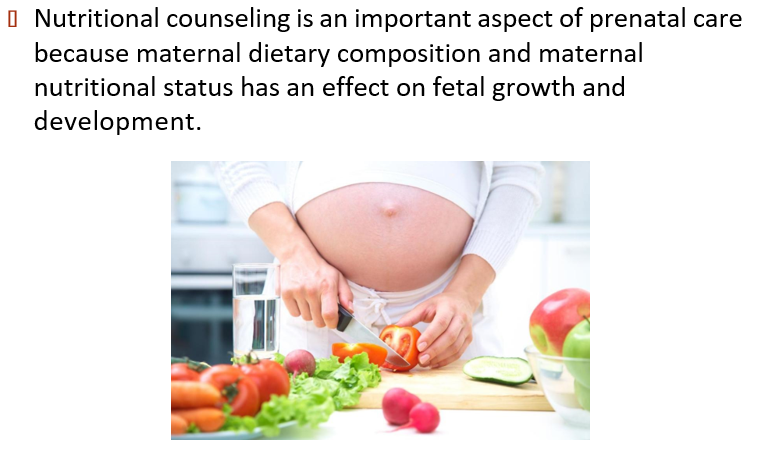 Nutritional counseling is an important aspect of prenatal care
because maternal dietary composition and maternal
nutritional status has an effect on fetal growth and
development.